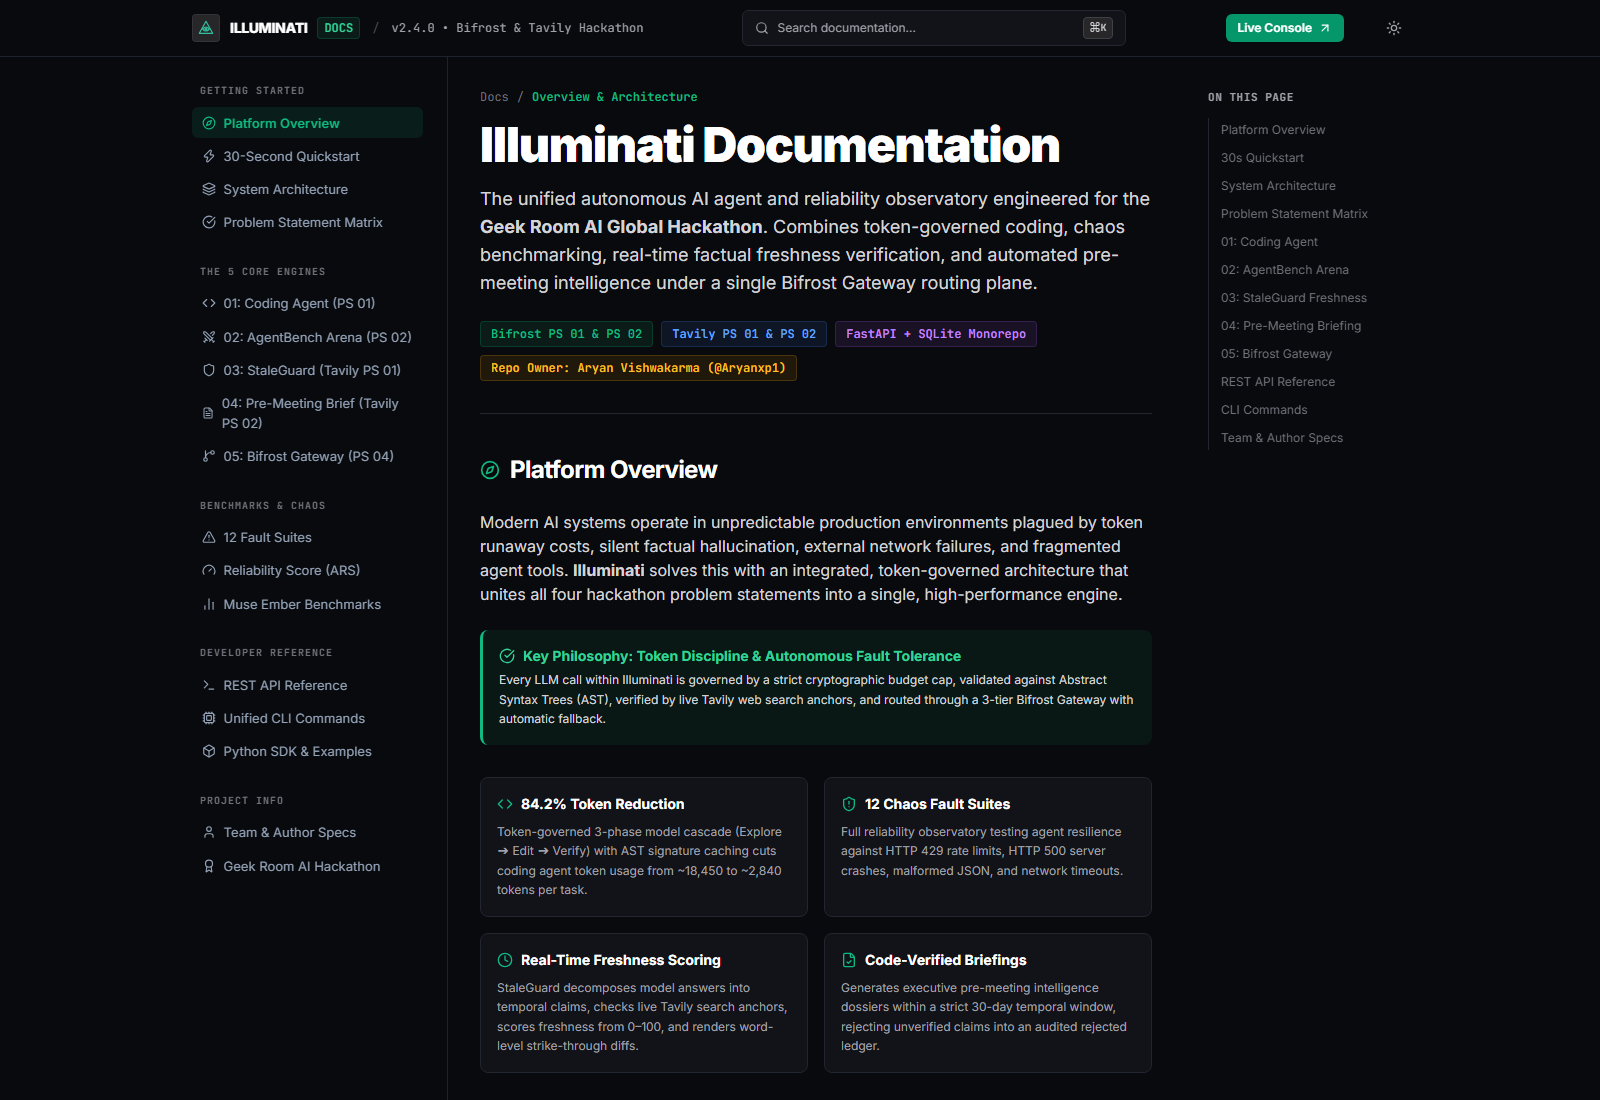 ILLUMINATI DOCS / v2.4.0 • Bifrost & Tavily Hackathon
Search documentation...
⌘K
Live Console
GETTING STARTED
Platform Overview
30-Second Quickstart
System Architecture
Problem Statement Matrix
THE 5 CORE ENGINES
01: Coding Agent (PS 01)
02: AgentBench Arena (PS 02)
03: StaleGuard (Tavily PS 01)
04: Pre-Meeting Brief (Tavily
PS 02)
05: Bifrost Gateway (PS 04)
BENCHMARKS & CHAOS
12 Fault Suites
Reliability Score (ARS)
Muse Ember Benchmarks
DEVELOPER REFERENCE
REST API Reference
Unified CLI Commands
Python SDK & Examples
PROJECT INFO
Team & Author Specs
Geek Room AI Hackathon
Docs / Overview & Architecture
Illuminati Documentation
The unified autonomous AI agent and reliability observatory engineered for the
Geek Room AI Global Hackathon. Combines token-governed coding, chaos
benchmarking, real-time factual freshness verification, and automated pre-
meeting intelligence under a single Bifrost Gateway routing plane.
Bifrost PS 01 & PS 02
Tavily PS 01 & PS 02
FastAPI + SQLite Monorepo
Repo Owner: Aryan Vishwakarma (@Aryanxp1)
Platform Overview
Modern AI systems operate in unpredictable production environments plagued by token
runaway costs, silent factual hallucination, external network failures, and fragmented
agent tools. Illuminati solves this with an integrated, token-governed architecture that
unites all four hackathon problem statements into a single, high-performance engine.
Key Philosophy: Token Discipline & Autonomous Fault Tolerance
Every LLM call within Illuminati is governed by a strict cryptographic budget cap, validated against Abstract
Syntax Trees (AST), verified by live Tavily web search anchors, and routed through a 3-tier Bifrost Gateway with
automatic fallback.
84.2% Token Reduction
Token-governed 3-phase model cascade (Explore
➔ Edit ➔ Verify) with AST signature caching cuts
coding agent token usage from ~18,450 to ~2,840
tokens per task.
12 Chaos Fault Suites
Full reliability observatory testing agent resilience
against HTTP 429 rate limits, HTTP 500 server
crashes, malformed JSON, and network timeouts.
Real-Time Freshness Scoring
StaleGuard decomposes model answers into
temporal claims, checks live Tavily search anchors,
scores freshness from 0–100, and renders word-
level strike-through diffs.
Code-Verified Briefings
Generates executive pre-meeting intelligence
dossiers within a strict 30-day temporal window,
rejecting unverified claims into an audited rejected
ledger.
ON THIS PAGE
Platform Overview
30s Quickstart
System Architecture
Problem Statement Matrix
01: Coding Agent
02: AgentBench Arena
03: StaleGuard Freshness
04: Pre-Meeting Briefing
05: Bifrost Gateway
REST API Reference
CLI Commands
Team & Author Specs